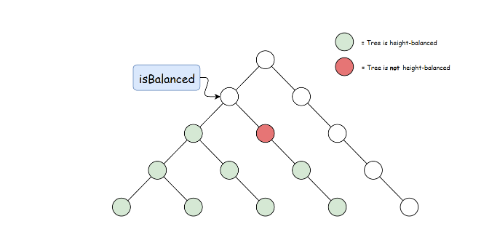 = Tree is height-balanced
isBalanced
= Tree is not height-balanced